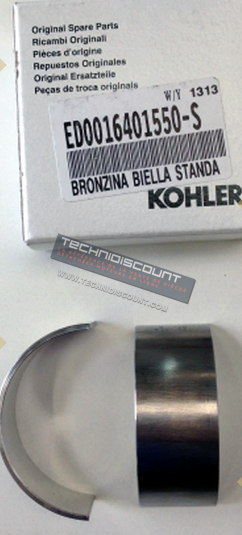 Original Spare Parts
Ricambi Originali
Pièces d'origine
Repuestos Originales
Original Ersatzteile
Peças de troca originais
W/Y 1313
ED0016401550-S
BRONZINA BIELLA STANDA
KOHLER
TECHNIDISCOUNT
WWW.TECHNIDISCOUNT.COM